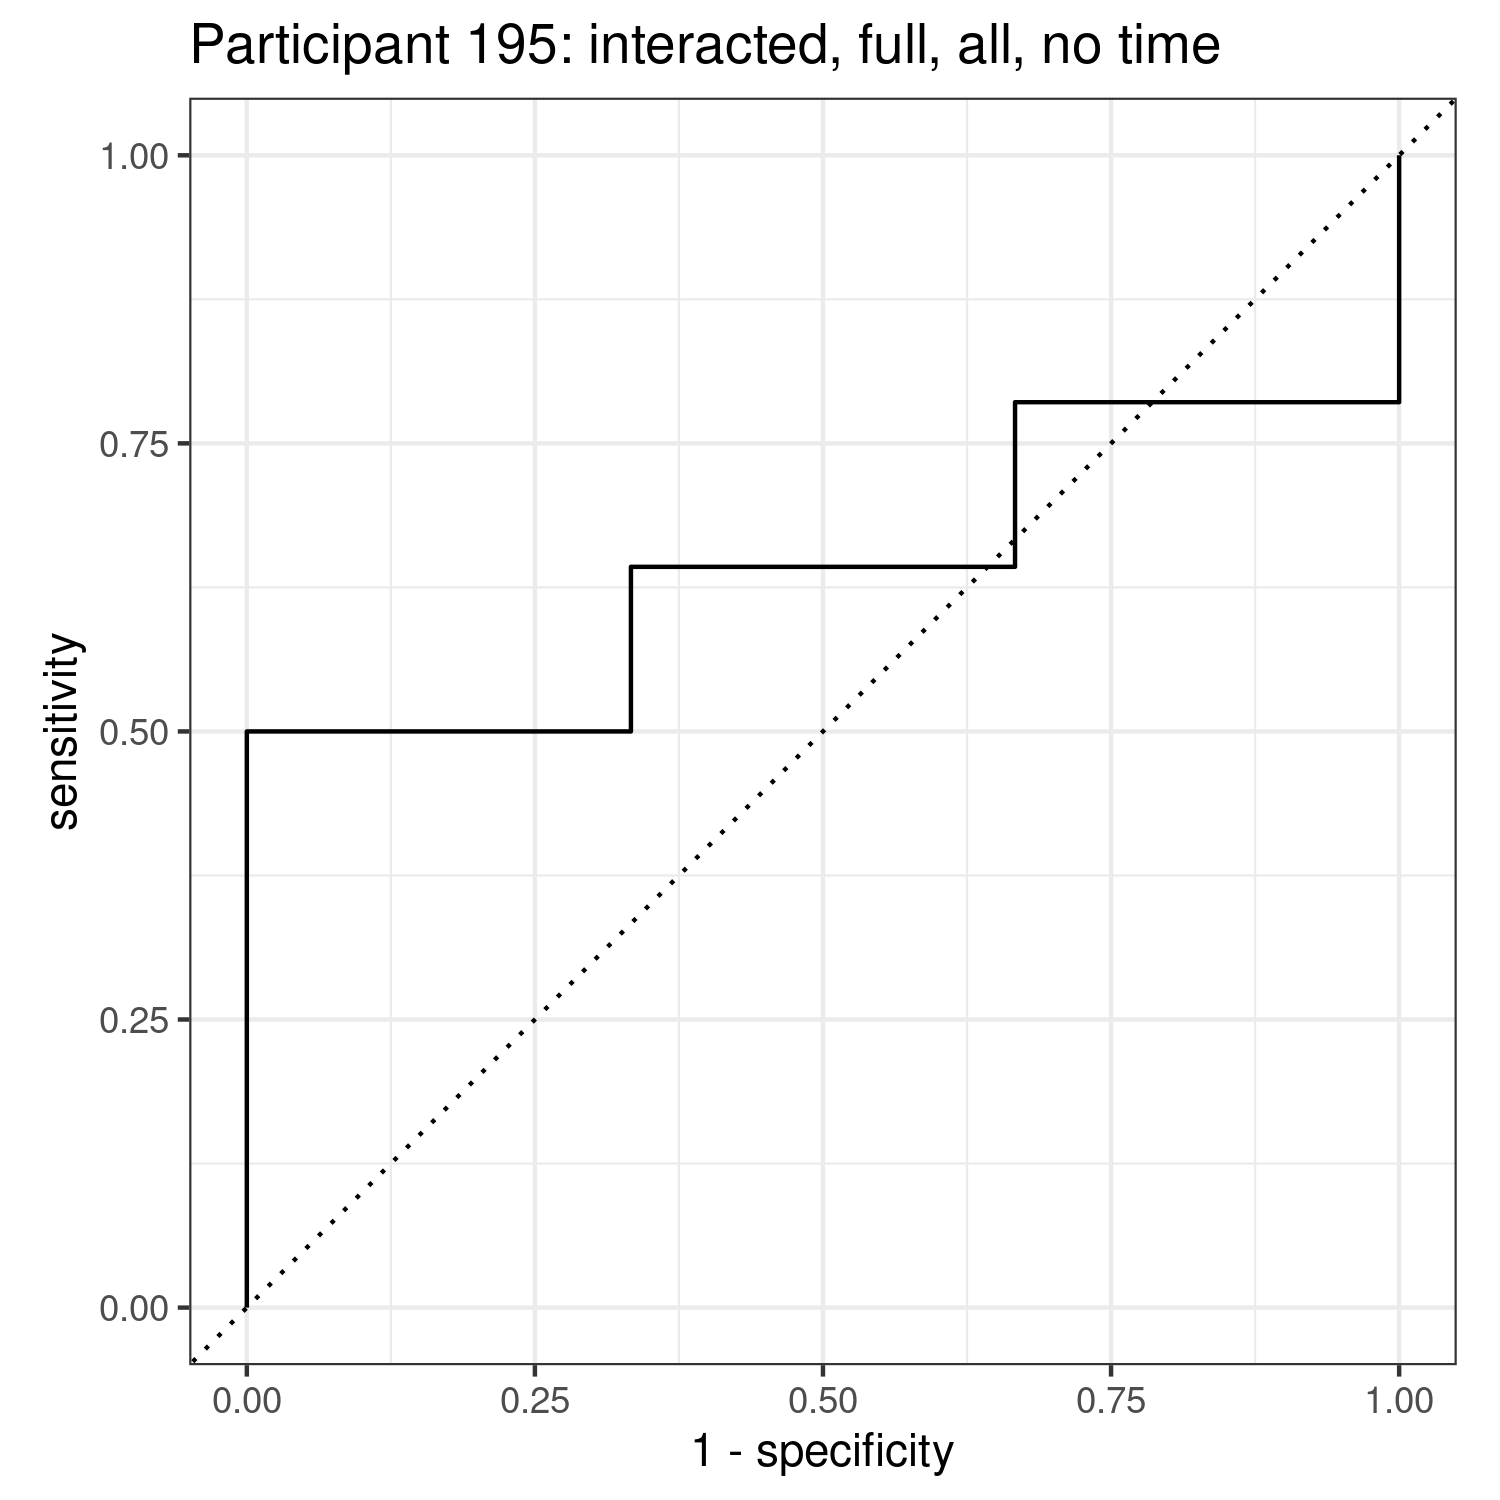 Participant 195: interacted, full, all, no time
1.00
0.75
0.50
0.25
0.00
sensitivity
0.00 0.25 0.50 0.75 1.00
1 - specificity